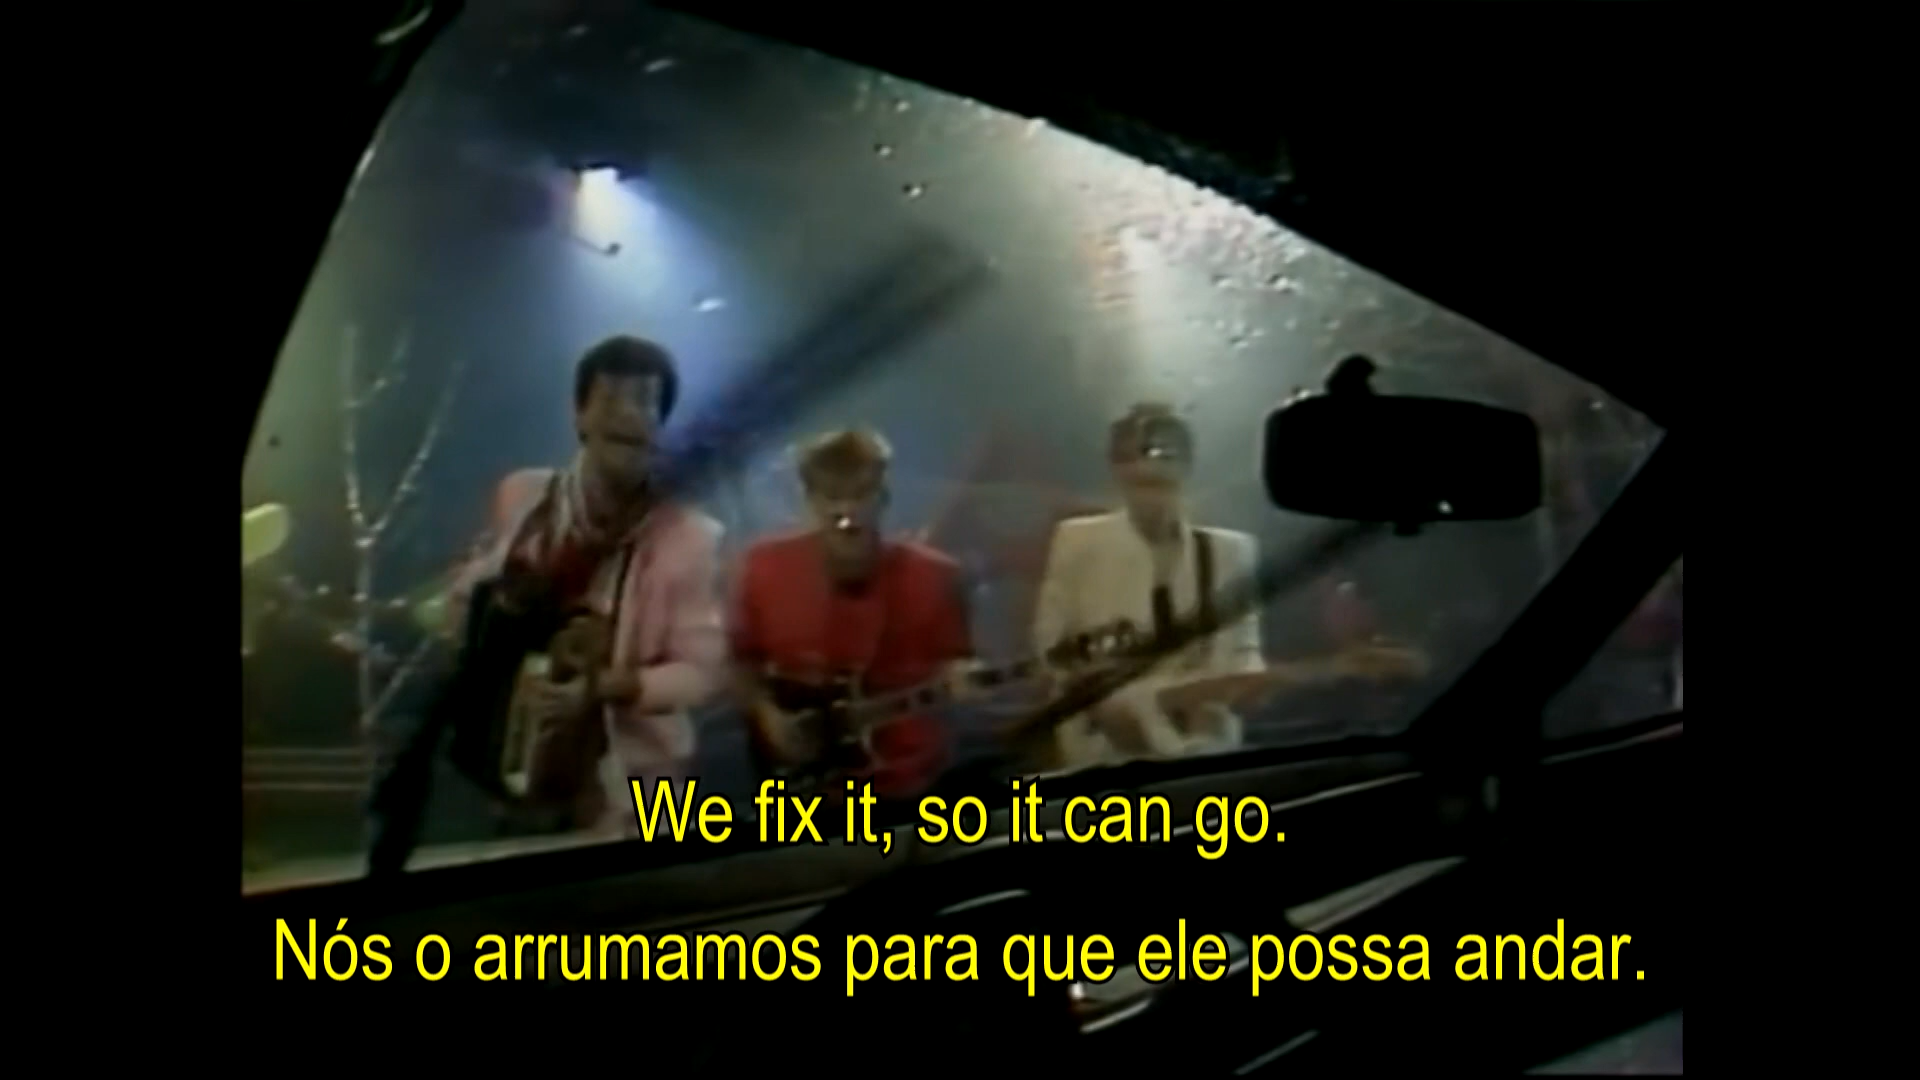 We fix it, so it can go.
Nós o arrumamos para que ele possa andar.